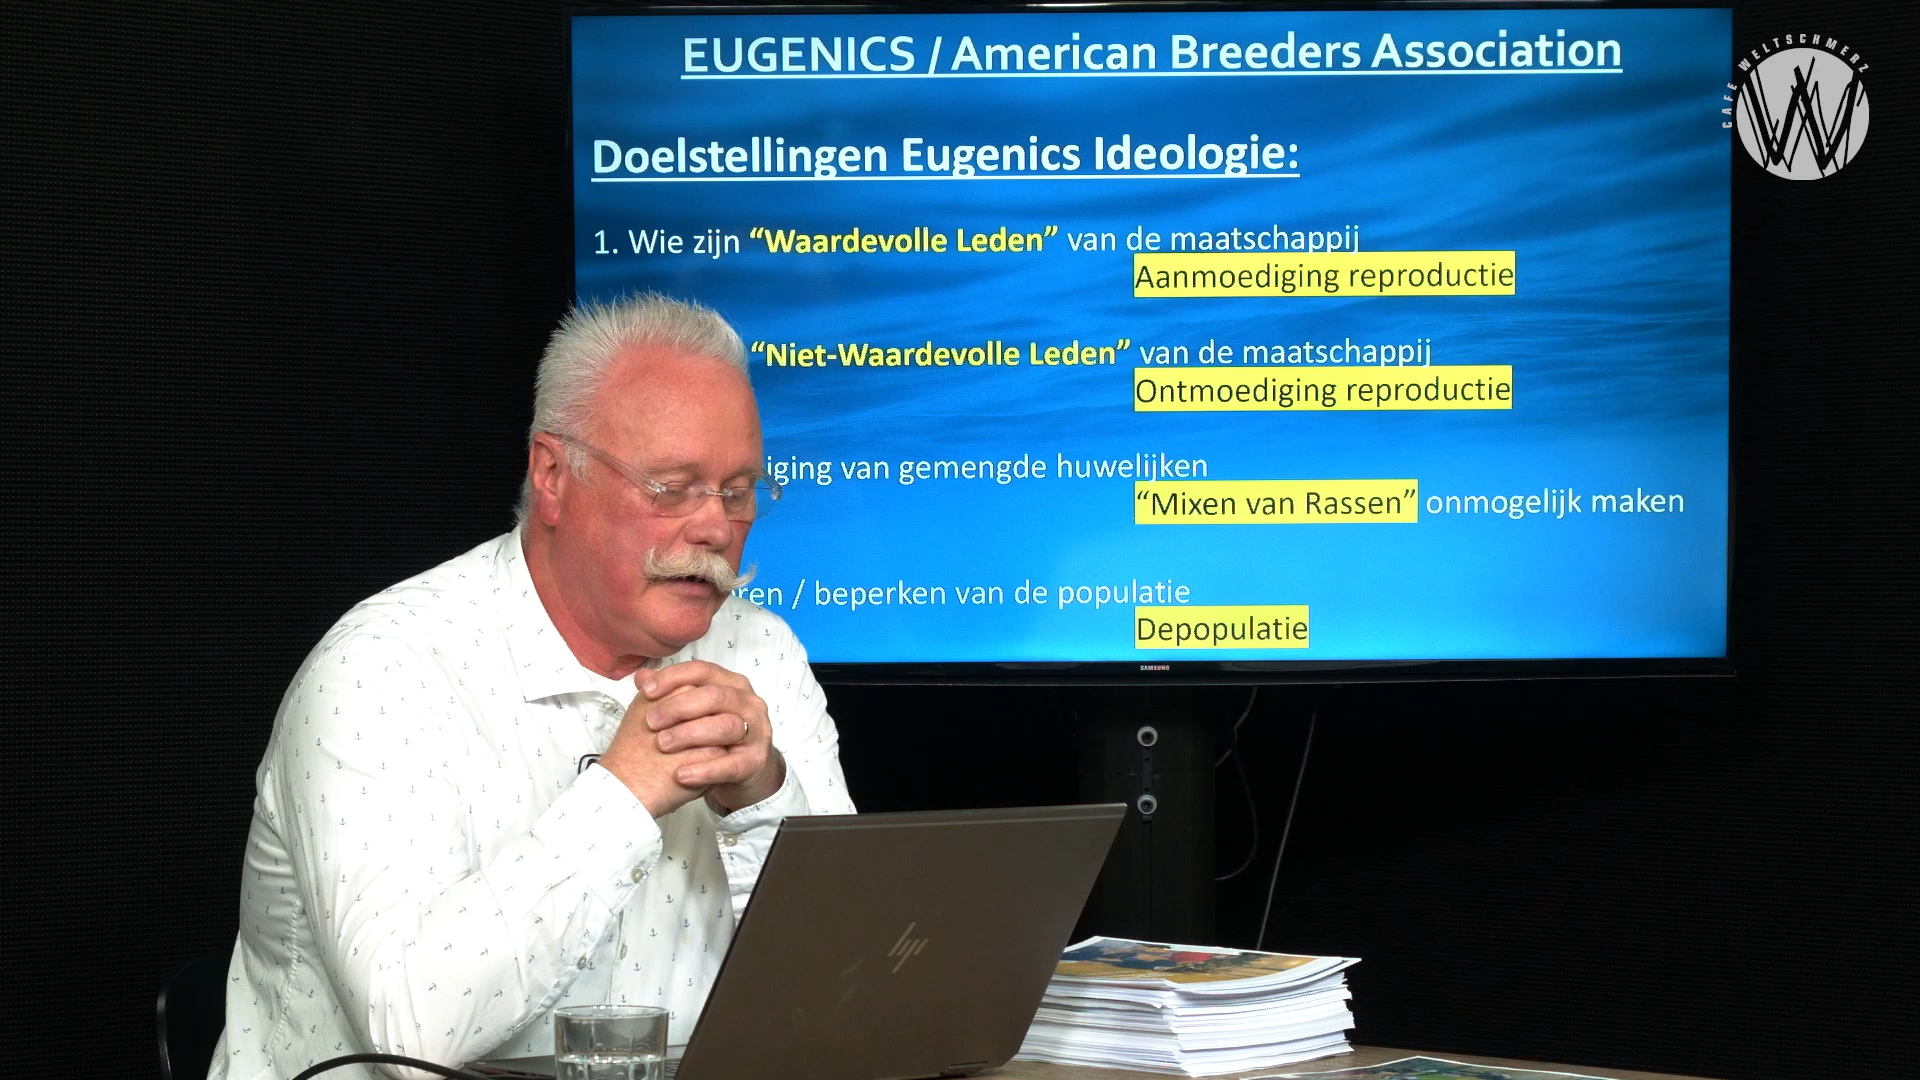 EUGENICS / American Breeders Association
CAFE WELTSCHMERZ
Doelstellingen Eugenics Ideologie:
1. Wie zijn “Waardevolle Leden” van de maatschappij
Aanmoediging reproductie
“Niet-Waardevolle Leden” van de maatschappij
Ontmoediging reproductie
van gemengde huwelijken
“Mixen van Rassen” onmogelijk maken
/ beperken van de populatie
Depopulatie
SAMSUNG
hp